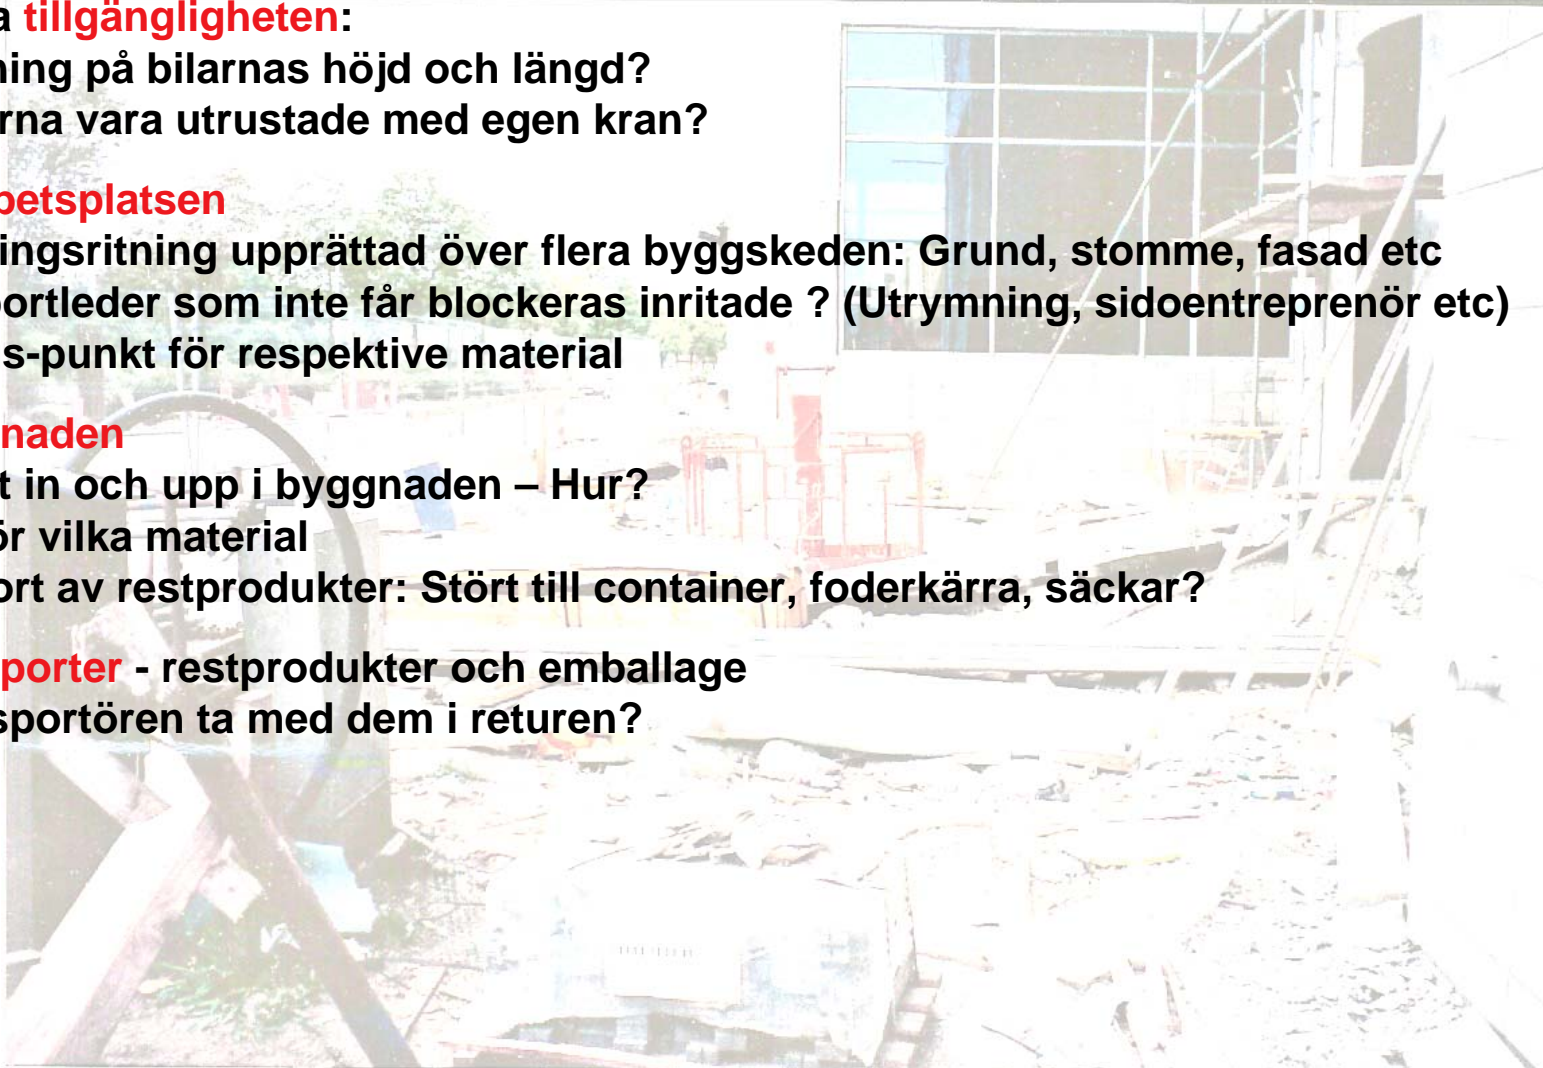 a tillgängligheten:
ning på bilarnas höjd och längd?
rna vara utrustade med egen kran?
betsplatsen
ingsritning upprättad över flera byggskeden: Grund, stomme, fasad etc
portleder som inte får blockeras inritade ? (Utrymning, sidoentreprenör etc)
s-punkt för respektive material
naden
t in och upp i byggnaden – Hur?
ör vilka material
ort av restprodukter: Stört till container, foderkärra, säckar?
porter - restprodukter och emballage
sportören ta med dem i returen?